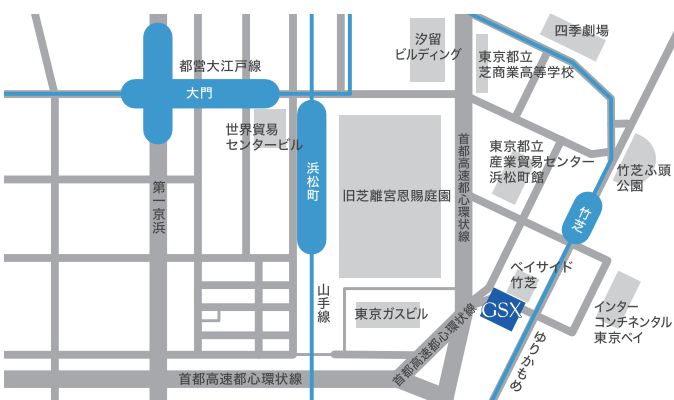 四季劇場
汐留
ビルディング
東京都立
芝商業高等学校
都営大江戸線
大門
世界貿易
センタービル
浜松町
旧芝離宮恩賜庭園
首都高速都心環状線
東京都立
産業貿易センター
浜松町館
竹芝ふ頭
公園
第一京浜
竹芝
ベイサイド
竹芝
山手線
東京ガスビル
GSX
インター
コンチネンタル
東京ベイ
ゆりかもめ
首都高速都心環状線
首都高速都心環状線